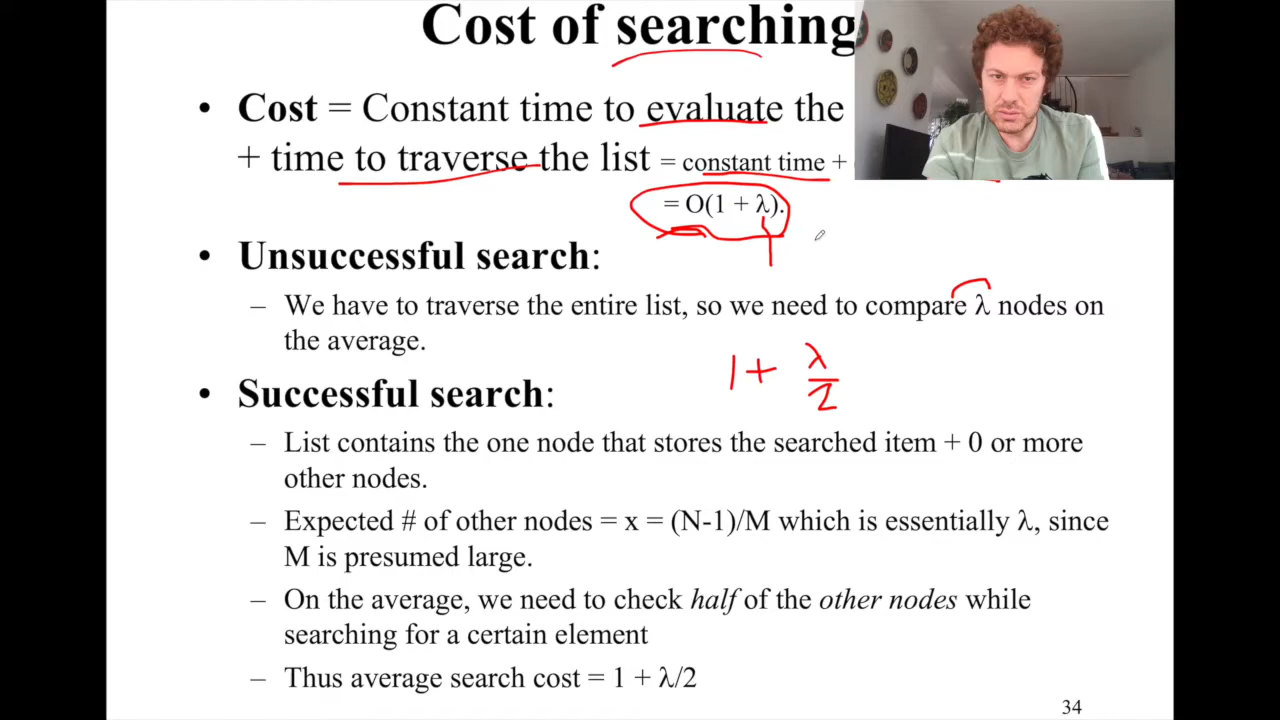 Cost of searching
• Cost = Constant time to evaluate the
+ time to traverse the list = constant time +
= O(1 + λ).
• Unsuccessful search:
– We have to traverse the entire list, so we need to compare λ nodes on
the average.
1 + λ/2
• Successful search:
– List contains the one node that stores the searched item + 0 or more
other nodes.
– Expected # of other nodes = x = (N-1)/M which is essentially λ, since
M is presumed large.
– On the average, we need to check half of the other nodes while
searching for a certain element
– Thus average search cost = 1 + λ/2
34